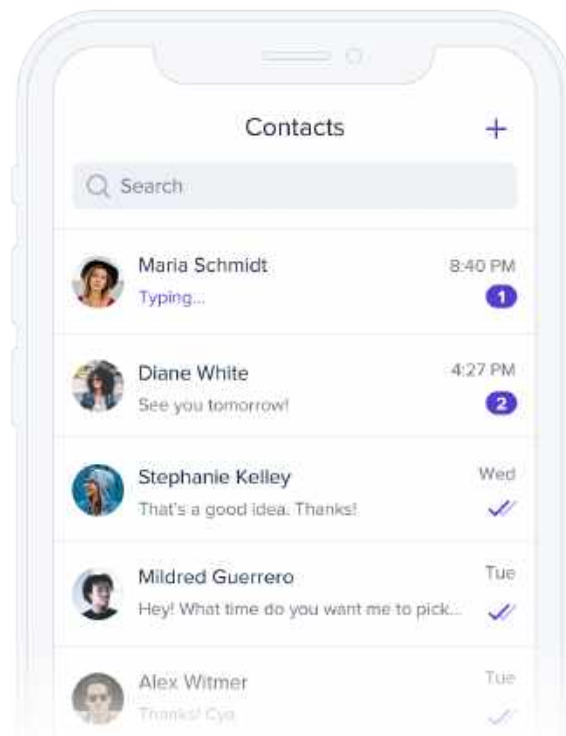 Contacts +
Search
Maria Schmidt 8:40 PM
Typing... 1
Diane White 4:27 PM
See you tomorrow! 2
Stephanie Kelley Wed
That's a good idea. Thanks!
Mildred Guerrero Tue
Hey! What time do you want me to pick...
Alex Witmer Tue
Thanks! Cya